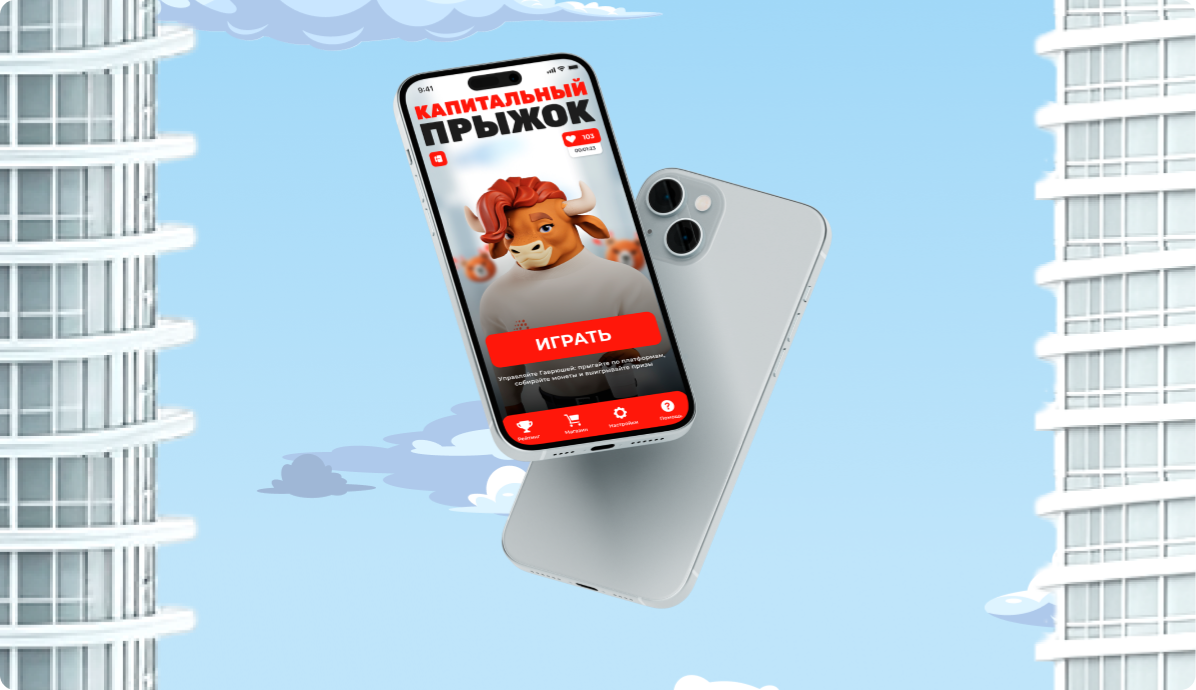 9:41
КАПИТАЛЬНЫЙ
ПРЫЖОК
103
00:01:23
ИГРАТЬ
Управляйте Гаврюшей: прыгайте по платформам,
собирайте монеты и выигрывайте призы
Рейтинг
Магазин
Настройки
Помощь